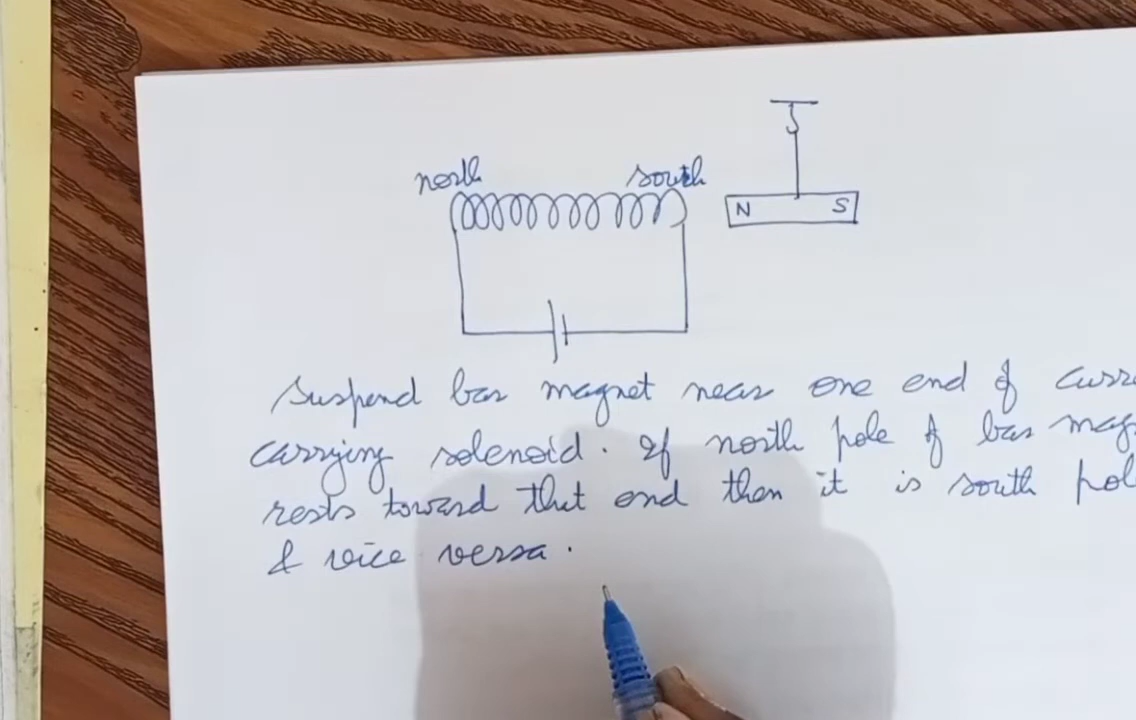 north south
N S
Suspend bar magnet near one end of
carrying solenoid. If north pole of bar
rests toward that end then it is south
& vice versa.